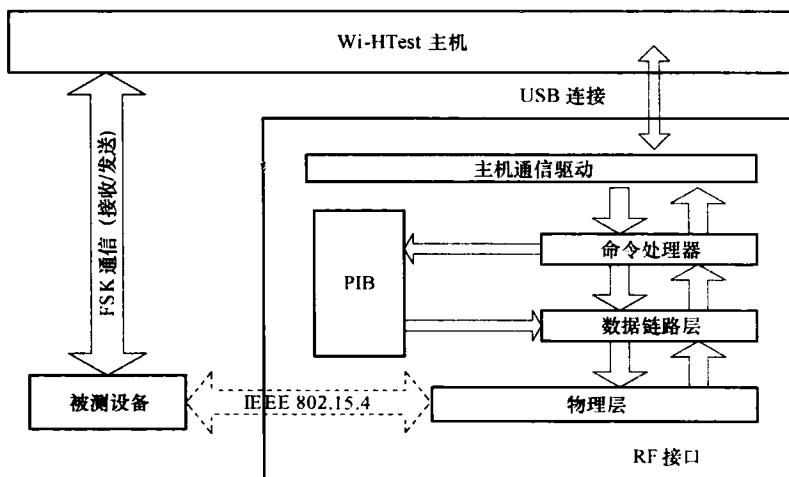 Wi-HTest 主机
USB 连接
主机通信驱动
FSK 通信（接收/发送)
命令处理器
PIB
数据链路层
被测设备
IEEE 802.15.4
物理层
RF 接口